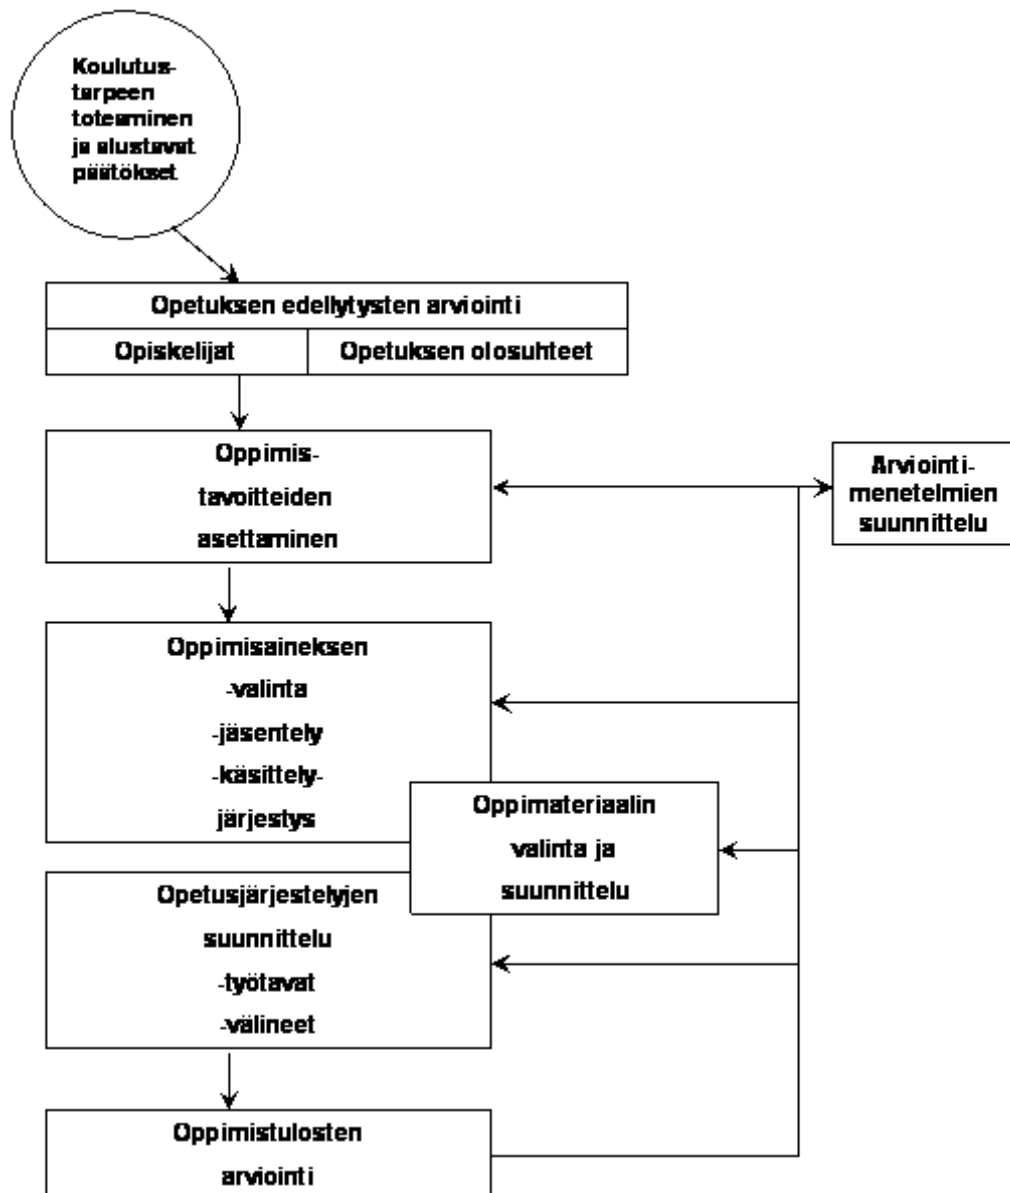 Koulutus-
tarpeen
toteaminen
ja alustavat
päätökset
Opetuksen edellytysten arviointi
Opiskelijat
Opetuksen olosuhteet
Oppimis-
tavoitteiden
asettaminen
Arviointi-
menetelmien
suunnittelu
Oppimisaineksen
-valinta
-jäsentely
-käsittely-
järjestys
Oppimateriaalin
valinta ja
suunnittelu
Opetusjärjestelyjen
suunnittelu
-työtavat
-välineet
Oppimistulosten
arviointi